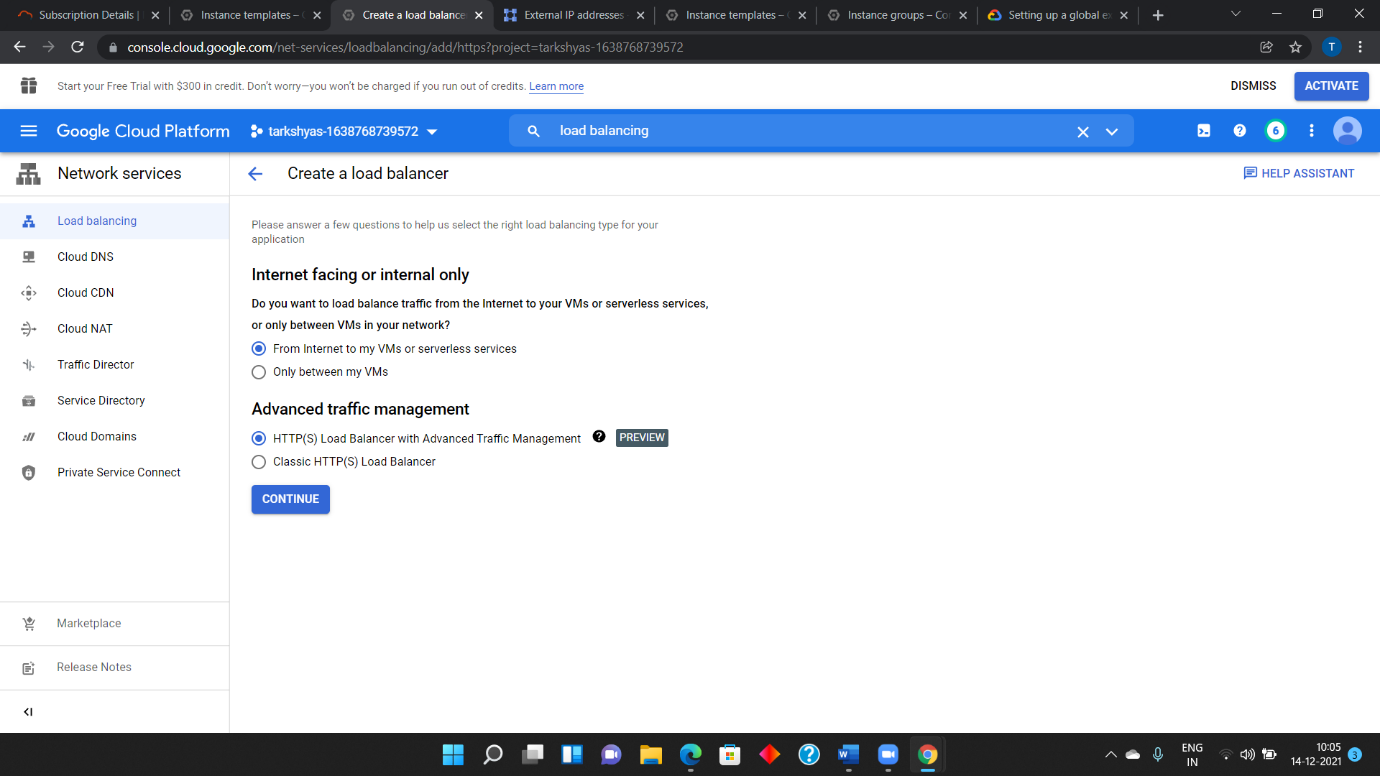 Subscription Details |
Instance templates –
Create a load balance
External IP addresses
Instance templates –
Instance groups – Co
Setting up a global e
console.cloud.google.com/net-services/loadbalancing/add/https?project=tarkshyas-1638768739572
T
Start your Free Trial with $300 in credit. Don't worry—you won't be charged if you run out of credits. Learn more
DISMISS
ACTIVATE
Google Cloud Platform
tarkshyas-1638768739572
load balancing
6
Network services
Create a load balancer
HELP ASSISTANT
Load balancing
Cloud DNS
Cloud CDN
Cloud NAT
Traffic Director
Service Directory
Cloud Domains
Private Service Connect
Please answer a few questions to help us select the right load balancing type for your
application
Internet facing or internal only
Do you want to load balance traffic from the Internet to your VMs or serverless services,
or only between VMs in your network?
From Internet to my VMs or serverless services
Only between my VMs
Advanced traffic management
HTTP(S) Load Balancer with Advanced Traffic Management
PREVIEW
Classic HTTP(S) Load Balancer
CONTINUE
Marketplace
Release Notes
ENG
IN
10:05
14-12-2021
3